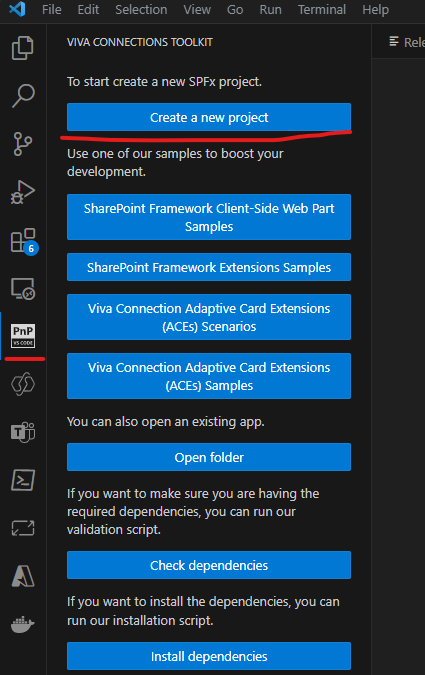 File Edit Selection View Go Run Terminal Help
VIVA CONNECTIONS TOOLKIT
To start create a new SPFx project.
Create a new project
Use one of our samples to boost your
development.
SharePoint Framework Client-Side Web Part
Samples
SharePoint Framework Extensions Samples
6
Viva Connection Adaptive Card Extensions
(ACEs) Scenarios
PnP
VS CODE
Viva Connection Adaptive Card Extensions
(ACEs) Samples
You can also open an existing app.
Open folder
If you want to make sure you are having the
required dependencies, you can run our
validation script.
Check dependencies
If you want to install the dependencies, you can
run our installation script.
Install dependencies